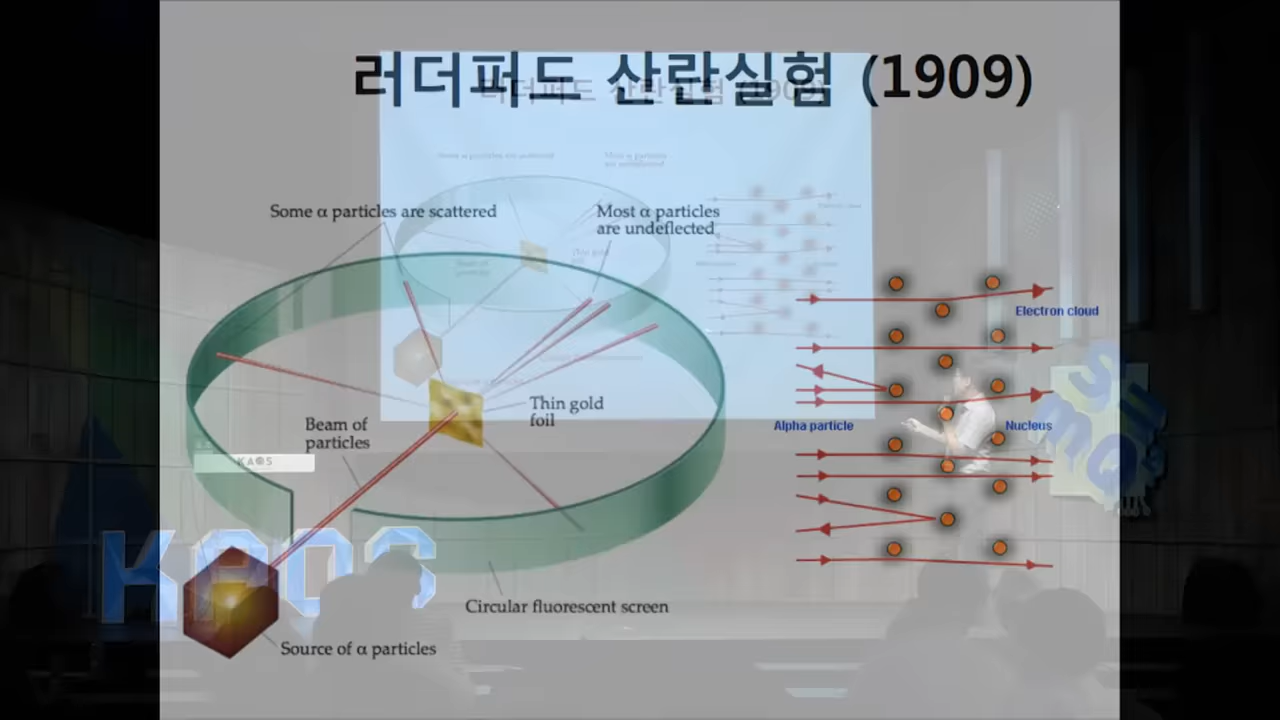 러더퍼드 산란실험 (1909)
Some α particles are scattered
Most α particles
are undeflected
Electron cloud
Thin gold
foil
Beam of
particles
Alpha particle
Nucleus
KAOS
KAOS
Circular fluorescent screen
Source of α particles